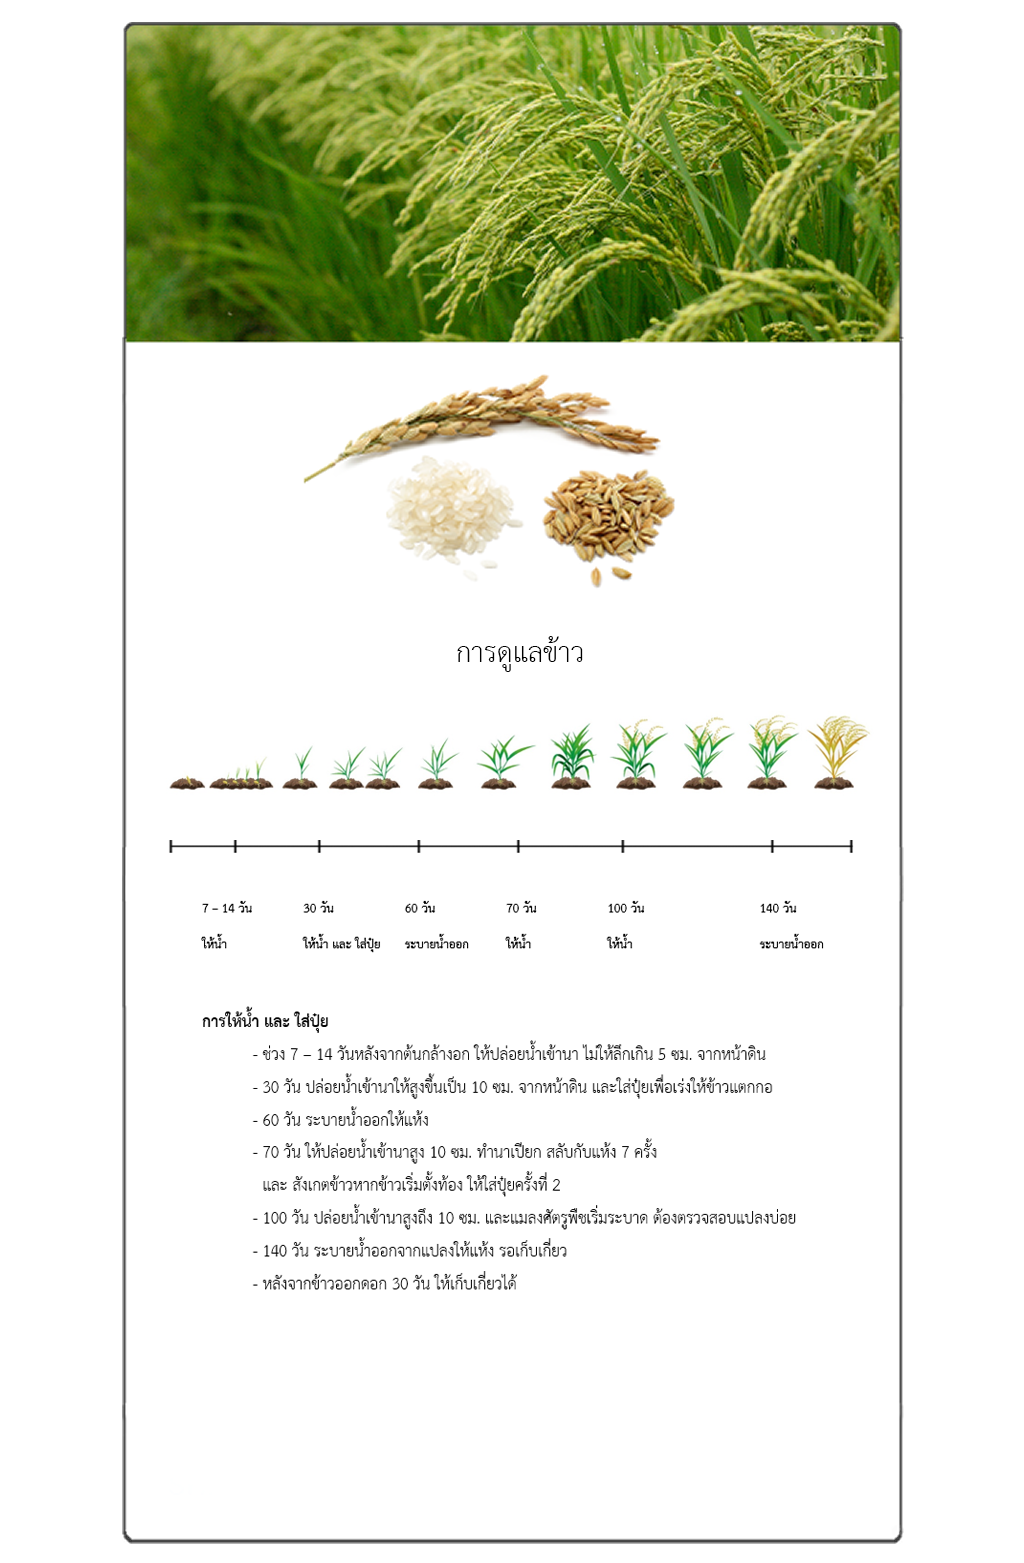 การดูแลข้าว
7 – 14 วัน 30 วัน 60 วัน 70 วัน 100 วัน 140 วัน
ให้น้ำ ให้น้ำ และ ใส่ปุ๋ย ระบายน้ำออก ให้น้ำ ให้น้ำ ระบายน้ำออก
การให้น้ำ และ ใส่ปุ๋ย
- ช่วง 7 – 14 วันหลังจากต้นกล้างอก ให้ปล่อยน้ำเข้านา ไม่ให้ลึกเกิน 5 ซม. จากหน้าดิน
- 30 วัน ปล่อยน้ำเข้านาให้สูงขึ้นเป็น 10 ซม. จากหน้าดิน และใส่ปุ๋ยเพื่อเร่งให้ข้าวแตกกอ
- 60 วัน ระบายน้ำออกให้แห้ง
- 70 วัน ให้ปล่อยน้ำเข้านาสูง 10 ซม. ทำนาเปียก สลับกับแห้ง 7 ครั้ง
และ สังเกตข้าวหากข้าวเริ่มตั้งท้อง ให้ใส่ปุ๋ยครั้งที่ 2
- 100 วัน ปล่อยน้ำเข้านาสูงถึง 10 ซม. และแมลงศัตรูพืชเริ่มระบาด ต้องตรวจสอบแปลงบ่อย
- 140 วัน ระบายน้ำออกจากแปลงให้แห้ง รอเก็บเกี่ยว
- หลังจากข้าวออกดอก 30 วัน ให้เก็บเกี่ยวได้